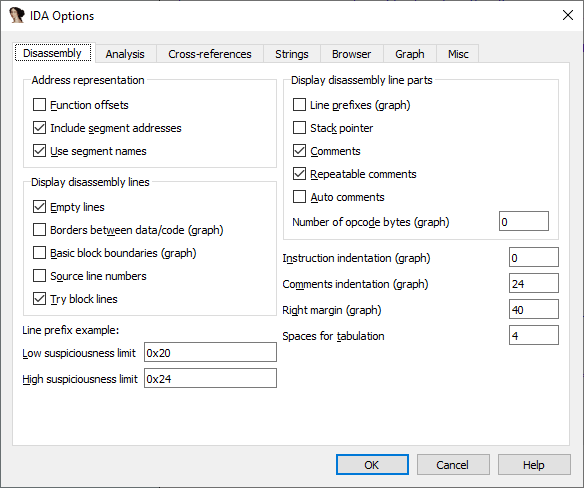 IDA Options
Disassembly Analysis Cross-references Strings Browser Graph Misc
Address representation
Function offsets
Include segment addresses
Use segment names
Display disassembly lines
Empty lines
Borders between data/code (graph)
Basic block boundaries (graph)
Source line numbers
Try block lines
Line prefix example:
Low suspiciousness limit 0x20
High suspiciousness limit 0x24
Display disassembly line parts
Line prefixes (graph)
Stack pointer
Comments
Repeatable comments
Auto comments
Number of opcode bytes (graph) 0
Instruction indentation (graph) 0
Comments indentation (graph) 24
Right margin (graph) 40
Spaces for tabulation 4
OK Cancel Help